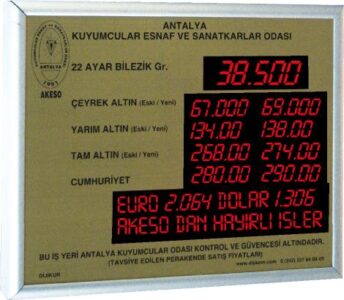 ANTALYA
KUYUMCULAR ESNAF VE SANATKARLAR ODASI
ANTALYA
1951
AKESO
22 AYAR BİLEZİK Gr. 38.500
ÇEYREK ALTIN (Eski / Yeni) 67.000 69.000
YARIM ALTIN (Eski / Yeni) 134.00 138.00
TAM ALTIN (Eski / Yeni) 268.00 274.00
CUMHURİYET 280.00 290.00
EURO 2.064 DOLAR 1.306
AKESO DAN HAYIRLI ISLER
BU İŞ YERİ ANTALYA KUYUMCULAR ODASI KONTROL VE GÜVENCESİ ALTINDADIR.
(TAVSİYE EDİLEN PERAKENDE SATIŞ FİYATLARI)
DIJIKUR